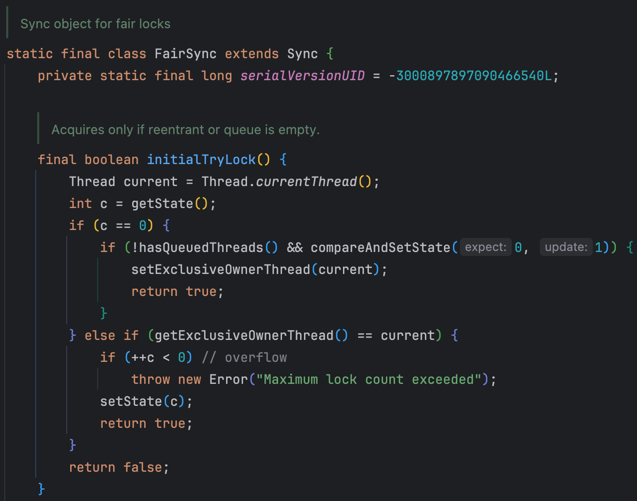 Sync object for fair locks
static final class FairSync extends Sync {
private static final long serialVersionUID = -3000897897090466540L;
Acquires only if reentrant or queue is empty.
final boolean initialTryLock() {
Thread current = Thread.currentThread();
int c = getState();
if (c == 0) {
if (!hasQueuedThreads() && compareAndSetState( expect: 0, update: 1)) {
setExclusiveOwnerThread(current);
return true;
}
} else if (getExclusiveOwnerThread() == current) {
if (++c < 0) // overflow
throw new Error("Maximum lock count exceeded");
setState(c);
return true;
}
return false;
}